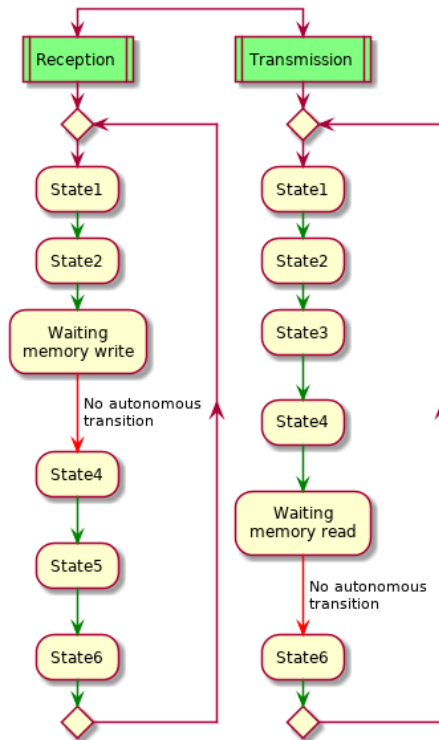 Reception
State1
State2
Waiting
memory write
No autonomous
transition
State4
State5
State6
Transmission
State1
State2
State3
State4
Waiting
memory read
No autonomous
transition
State6